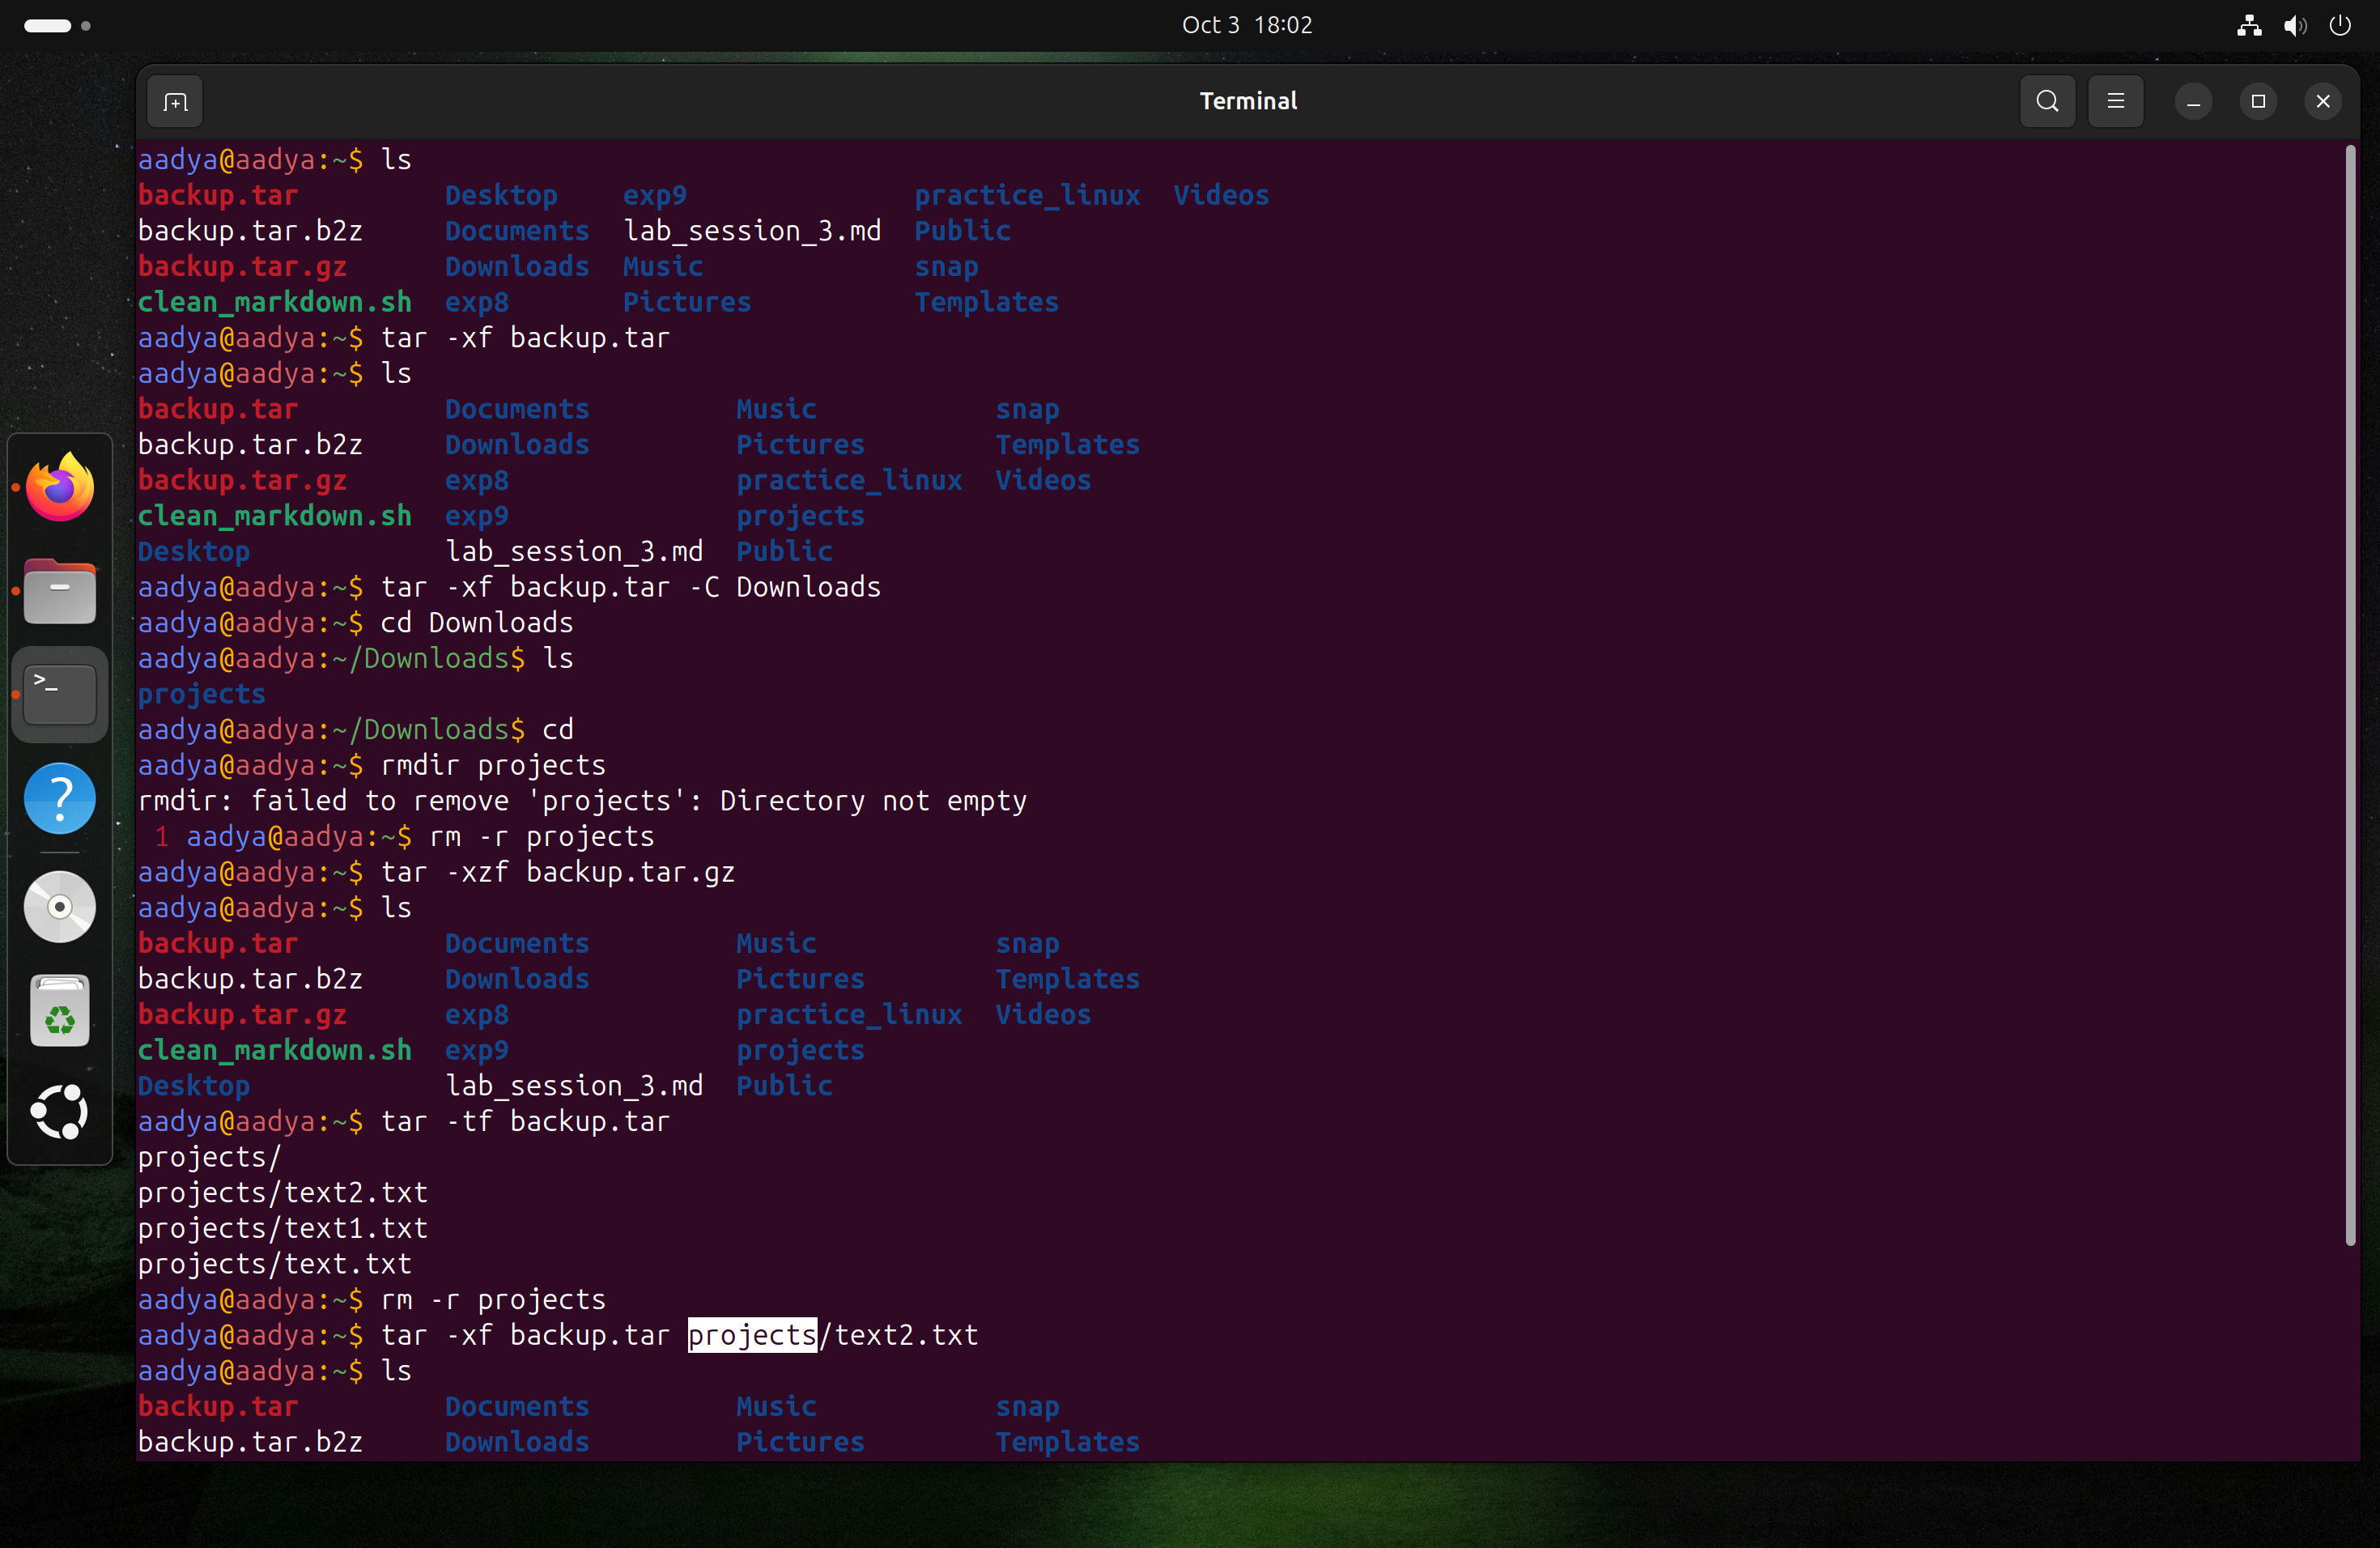 Oct 3 18:02
Terminal
aadya@aadya:~$ ls
backup.tar Desktop exp9 practice_linux Videos
backup.tar.b2z Documents lab_session_3.md Public
backup.tar.gz Downloads Music snap
clean_markdown.sh exp8 Pictures Templates
aadya@aadya:~$ tar -xf backup.tar
aadya@aadya:~$ ls
backup.tar Documents Music snap
backup.tar.b2z Downloads Pictures Templates
backup.tar.gz exp8 practice_linux Videos
clean_markdown.sh exp9 projects
Desktop lab_session_3.md Public
aadya@aadya:~$ tar -xf backup.tar -C Downloads
aadya@aadya:~$ cd Downloads
aadya@aadya:~/Downloads$ ls
projects
aadya@aadya:~/Downloads$ cd
aadya@aadya:~$ rmdir projects
rmdir: failed to remove 'projects': Directory not empty
1 aadya@aadya:~$ rm -r projects
aadya@aadya:~$ tar -xzf backup.tar.gz
aadya@aadya:~$ ls
backup.tar Documents Music snap
backup.tar.b2z Downloads Pictures Templates
backup.tar.gz exp8 practice_linux Videos
clean_markdown.sh exp9 projects
Desktop lab_session_3.md Public
aadya@aadya:~$ tar -tf backup.tar
projects/
projects/text2.txt
projects/text1.txt
projects/text.txt
aadya@aadya:~$ rm -r projects
aadya@aadya:~$ tar -xf backup.tar projects/text2.txt
aadya@aadya:~$ ls
backup.tar Documents Music snap
backup.tar.b2z Downloads Pictures Templates